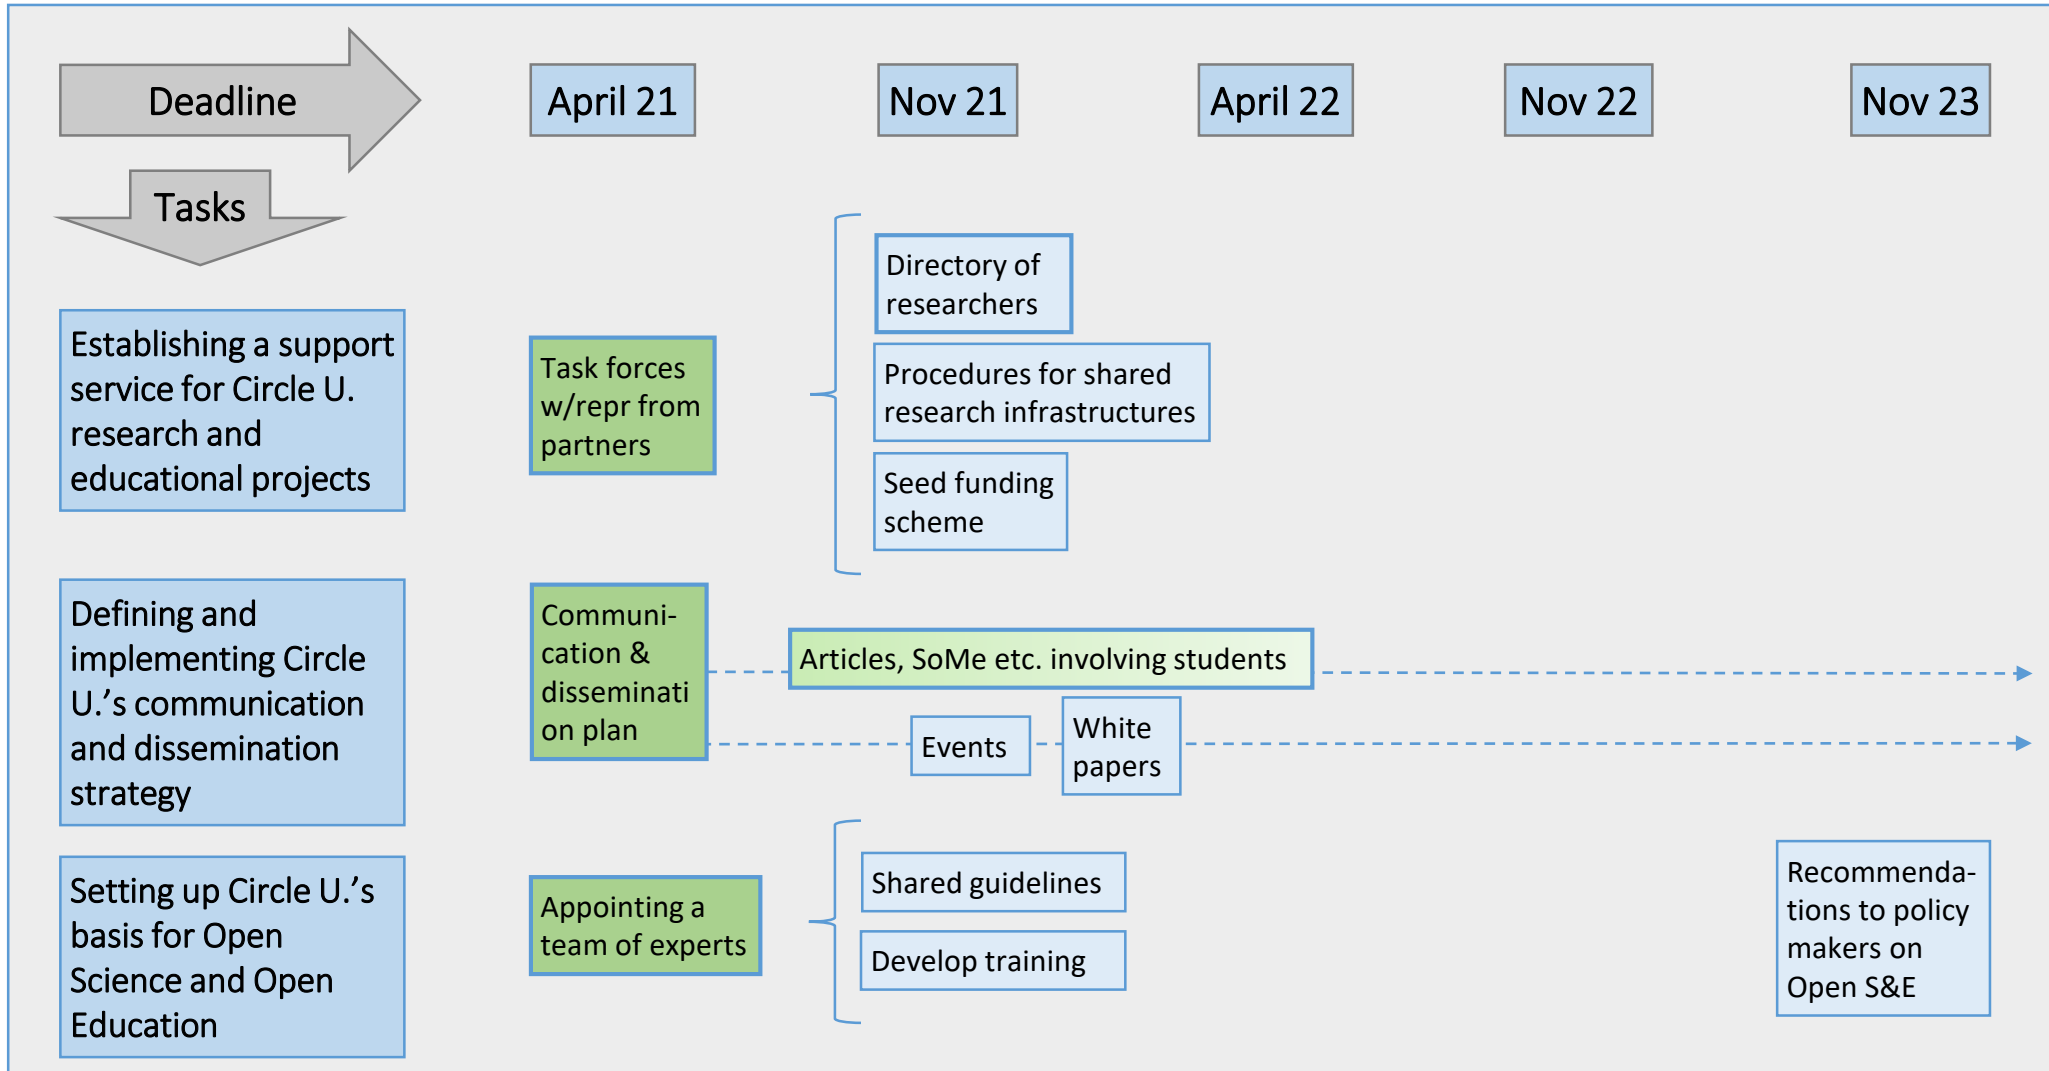 Deadline
April 21
Nov 21
April 22
Nov 22
Nov 23
Tasks
Establishing a support
service for Circle U.
research and
educational projects
Task forces
w/repr from
partners
Directory of
researchers
Procedures for shared
research infrastructures
Seed funding
scheme
Defining and
implementing Circle
U.’s communication
and dissemination
strategy
Communi-
cation &
disseminati
on plan
Articles, SoMe etc. involving students
Events
White
papers
Setting up Circle U.’s
basis for Open
Science and Open
Education
Appointing a
team of experts
Shared guidelines
Develop training
Recommenda-
tions to policy
makers on
Open S&E